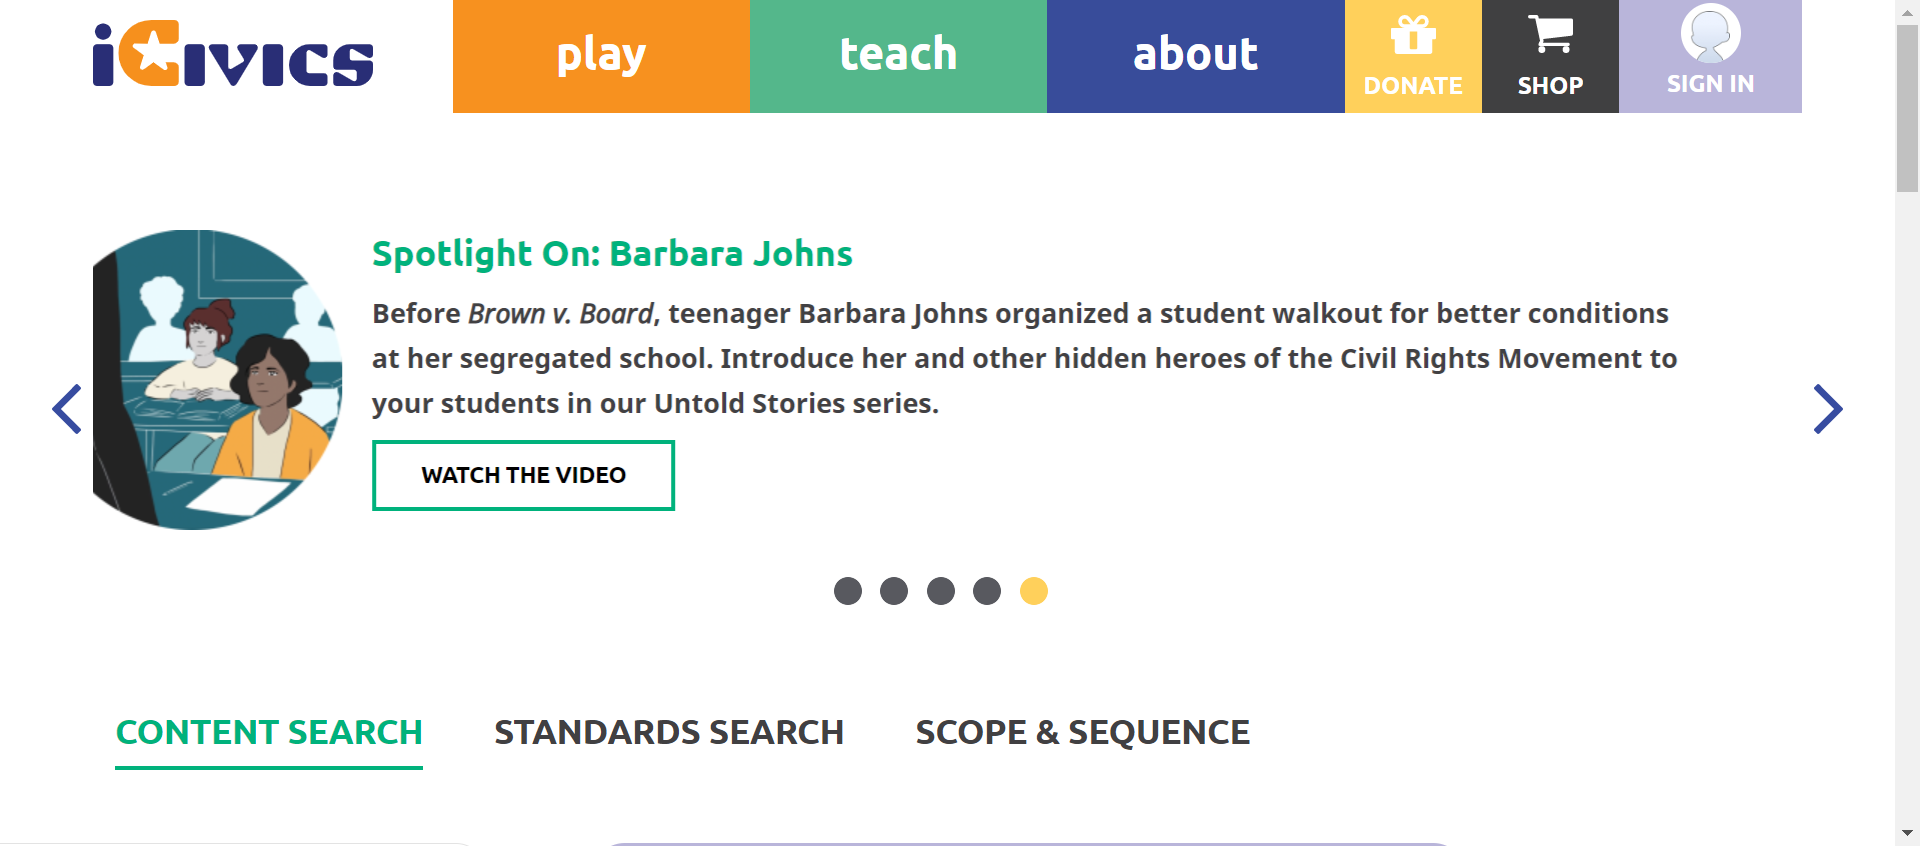 iCivics
play
teach
about
DONATE
SHOP
SIGN IN
Spotlight On: Barbara Johns
Before Brown v. Board, teenager Barbara Johns organized a student walkout for better conditions
at her segregated school. Introduce her and other hidden heroes of the Civil Rights Movement to
your students in our Untold Stories series.
WATCH THE VIDEO
CONTENT SEARCH
STANDARDS SEARCH
SCOPE & SEQUENCE